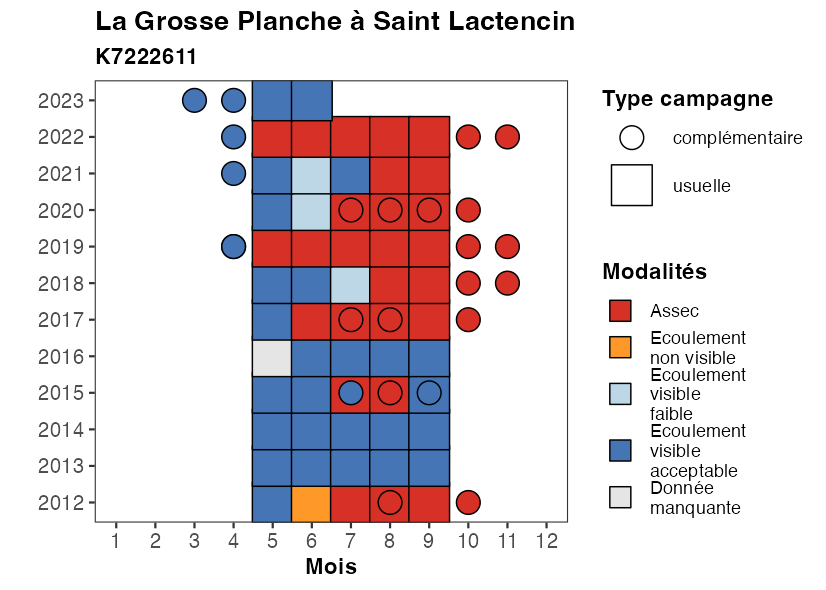 La Grosse Planche à Saint Lactencin
K7222611
2023
2022
2021
2020
2019
2018
2017
2016
2015
2014
2013
2012
1 2 3 4 5 6 7 8 9 10 11 12
Mois
Type campagne
complémentaire
usuelle
Modalités
Assec
Ecoulement
non visible
Ecoulement
visible
faible
Ecoulement
visible
acceptable
Donnée
manquante